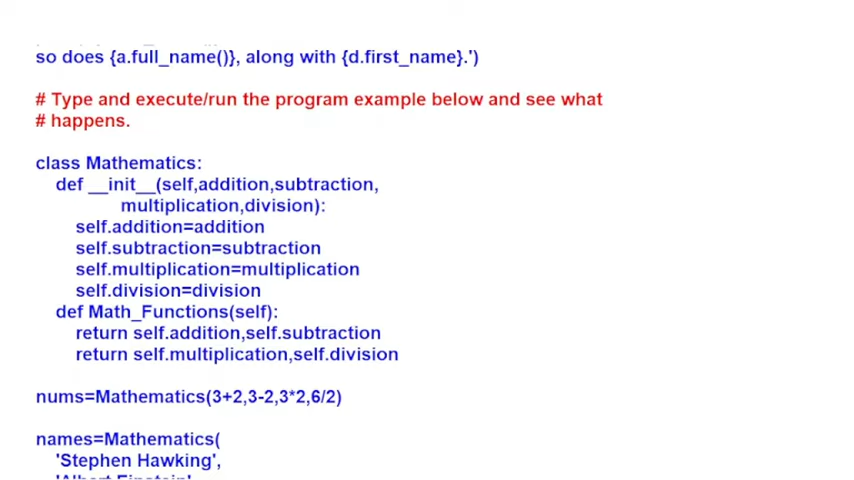 so does {a.full_name()}, along with {d.first_name}.')
# Type and execute/run the program example below and see what
# happens.
class Mathematics:
def __init__(self,addition,subtraction,
multiplication,division):
self.addition=addition
self.subtraction=subtraction
self.multiplication=multiplication
self.division=division
def Math_Functions(self):
return self.addition,self.subtraction
return self.multiplication,self.division
nums=Mathematics(3+2,3-2,3*2,6/2)
names=Mathematics(
'Stephen Hawking',
'Albert Einstein'